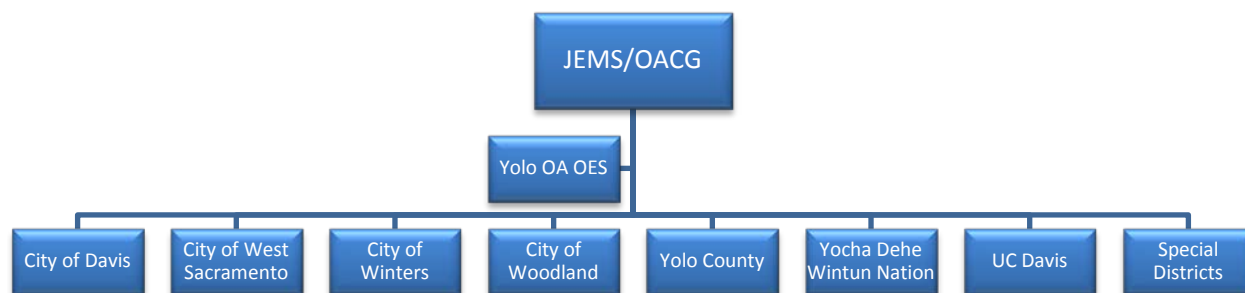 JEMS/OACG
Yolo OA OES
City of Davis
City of West
Sacramento
City of
Winters
City of
Woodland
Yolo County
Yocha Dehe
Wintun Nation
UC Davis
Special
Districts